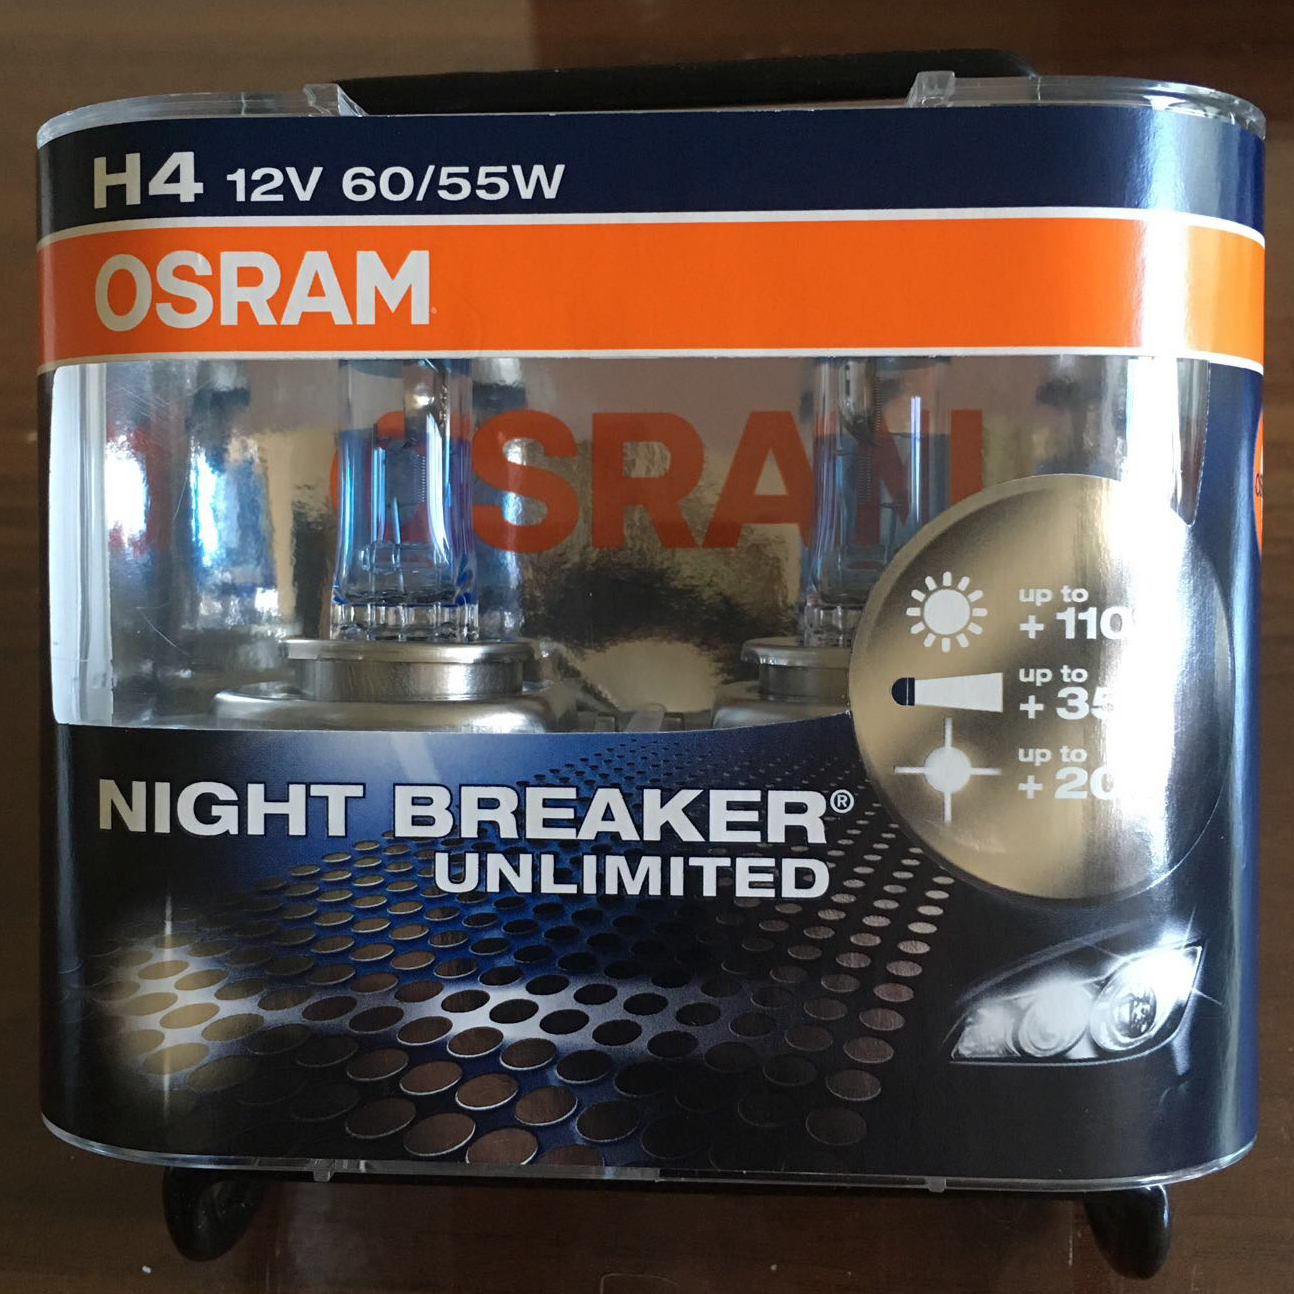 H4 12V 60/55W
OSRAM
OSRAM
up to
+ 110
up to
+ 35
up to
+ 20
NIGHT BREAKER®
UNLIMITED